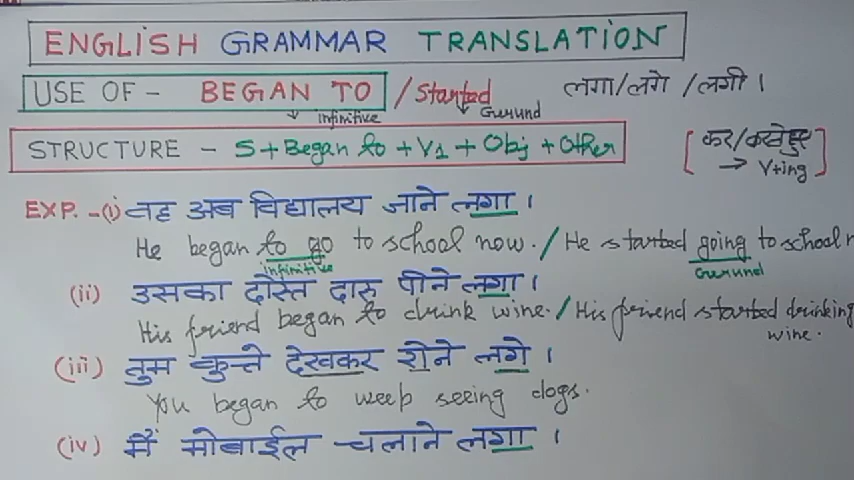 ENGLISH GRAMMAR TRANSLATION
USE OF - BEGAN TO / Started लगा/लगे /लगी ।
infinitive Gurund
STRUCTURE - S + Began to + V1 + Obj + Other [कर/करते हुए
→ V+ing]
EXP. -(i) वह अब विद्यालय जाने लगा ।
He began to go to school now. / He started going to school n
infinitive Gurund
(ii) उसका दोस्त दारु पीने लगा ।
His friend began to drink wine. / His friend started drinking
wine.
(iii) तुम कुत्ते देखकर रोने लगे ।
You began to weep seeing dogs.
(iv) मैं मोबाईल चलाने लगा ।